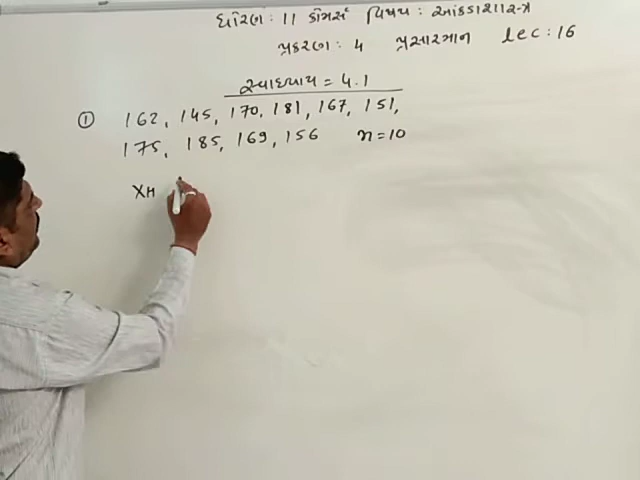 ધોરણ : 11 કોમર્સ વિષય : આંકડાશાસ્ત્ર
પ્રકરણ : 4 પ્રસારમાન lec : 16
સ્વાધ્યાય = 4.1
① 162, 145, 170, 181, 167, 151,
175, 185, 169, 156 n = 10
XH